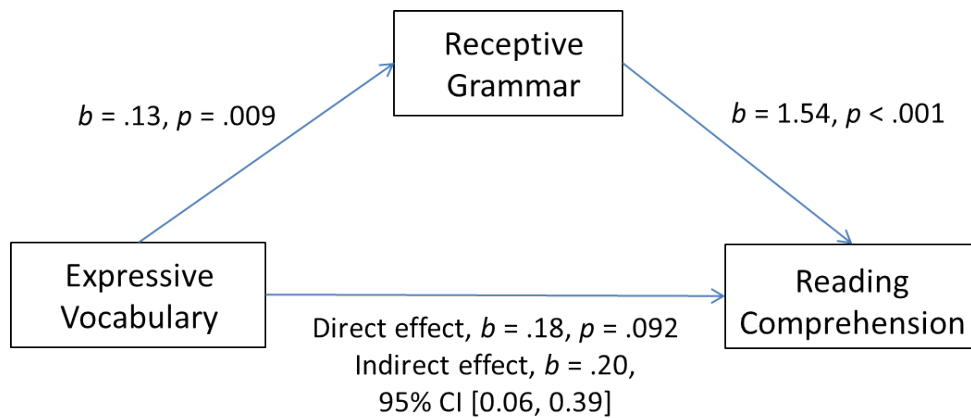 Receptive
Grammar
b = .13, p = .009
b = 1.54, p < .001
Expressive
Vocabulary
Reading
Comprehension
Direct effect, b = .18, p = .092
Indirect effect, b = .20,
95% CI [0.06, 0.39]